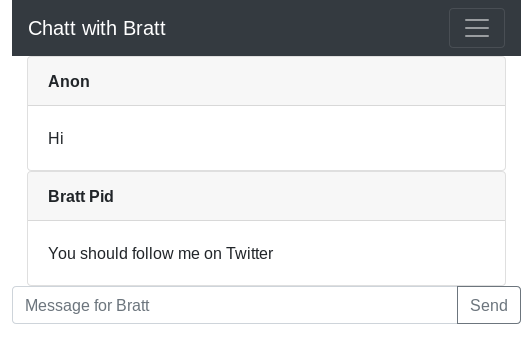 Chatt with Bratt
Anon
Hi
Bratt Pid
You should follow me on Twitter
Message for Bratt
Send